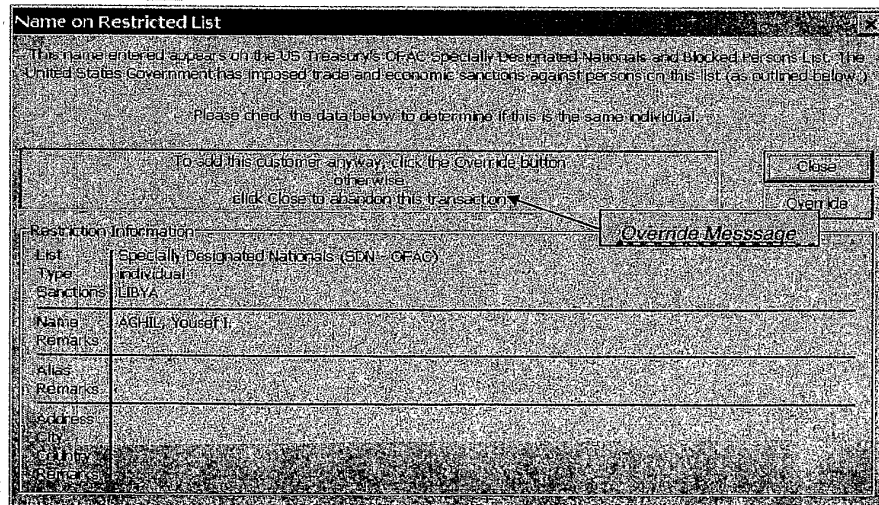 Name on Restricted List
This name entered appears on the US Treasury's OFAC Specially Designated Nationals and Blocked Persons List. The
United States Government has imposed trade and economic sanctions against persons on this list (as outlined below.)
Please check the data below to determine if this is the same individual.
To add this customer anyway, click the Override button
otherwise,
click Close to abandon this transaction.
Close
Override
Override Messsage
Restriction Information
List Specially Designated Nationals (SDN - OFAC)
Type individual
Sanctions LIBYA
Name AGHIL, Yousef I.
Remarks
Alias
Remarks
Address
City
Country
Remarks